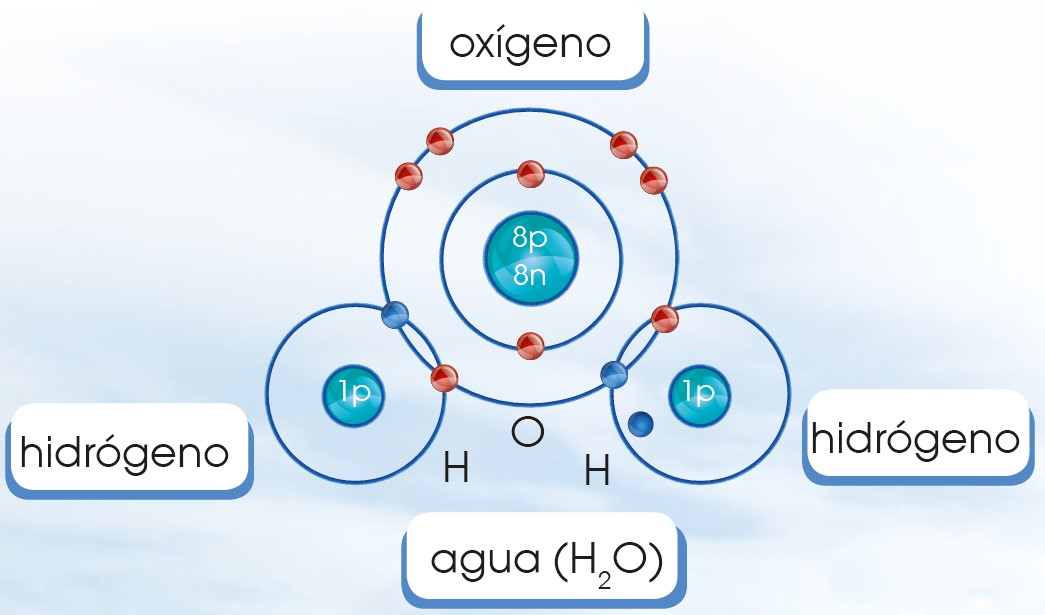 oxígeno
8p
8n
1p
1p
hidrógeno
hidrógeno
O
H
H
agua (H₂O)